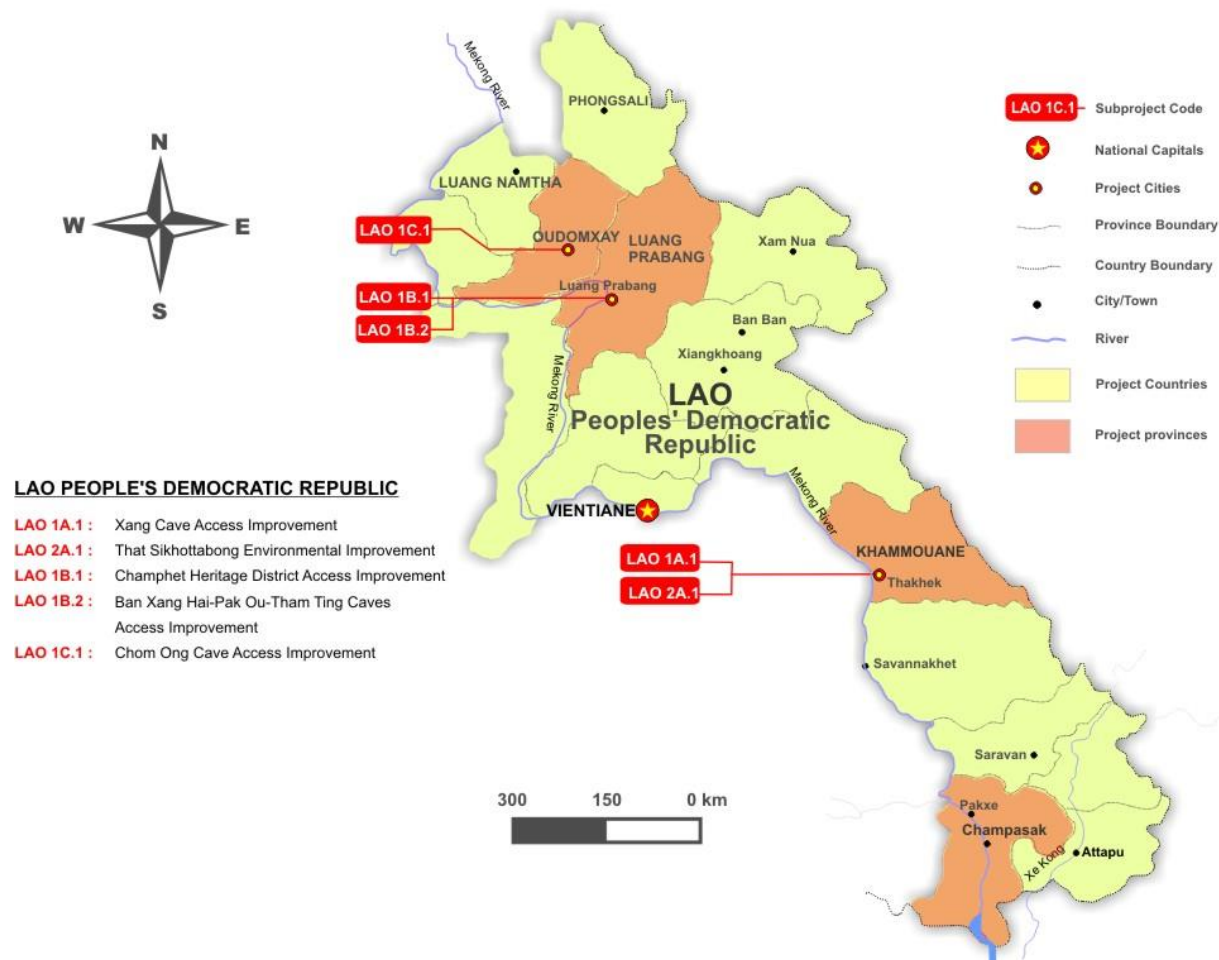 Mekong River
PHONGSALI
N
W
E
S
LUANG NAMTHA
LAO 1C.1
OUDOMXAY
LUANG
PRABANG
Xam Nua
LAO 1B.1
Luang Prabang
LAO 1B.2
Ban Ban
Xiangkhoang
Mekong River
LAO
Peoples' Democratic
Republic
VIENTIANE
Mekong River
KHAMMOUANE
LAO 1A.1
LAO 2A.1
Thakhek
Savannakhet
Saravan
Pakxe
Champasak
Xe Kong
Attapu
300 150 0 km
LAO 1C.1 Subproject Code
National Capitals
Project Cities
Province Boundary
Country Boundary
City/Town
River
Project Countries
Project provinces
LAO PEOPLE'S DEMOCRATIC REPUBLIC
LAO 1A.1 : Xang Cave Access Improvement
LAO 2A.1 : That Sikhottabong Environmental Improvement
LAO 1B.1 : Champhet Heritage District Access Improvement
LAO 1B.2 : Ban Xang Hai-Pak Ou-Tham Ting Caves
Access Improvement
LAO 1C.1 : Chom Ong Cave Access Improvement